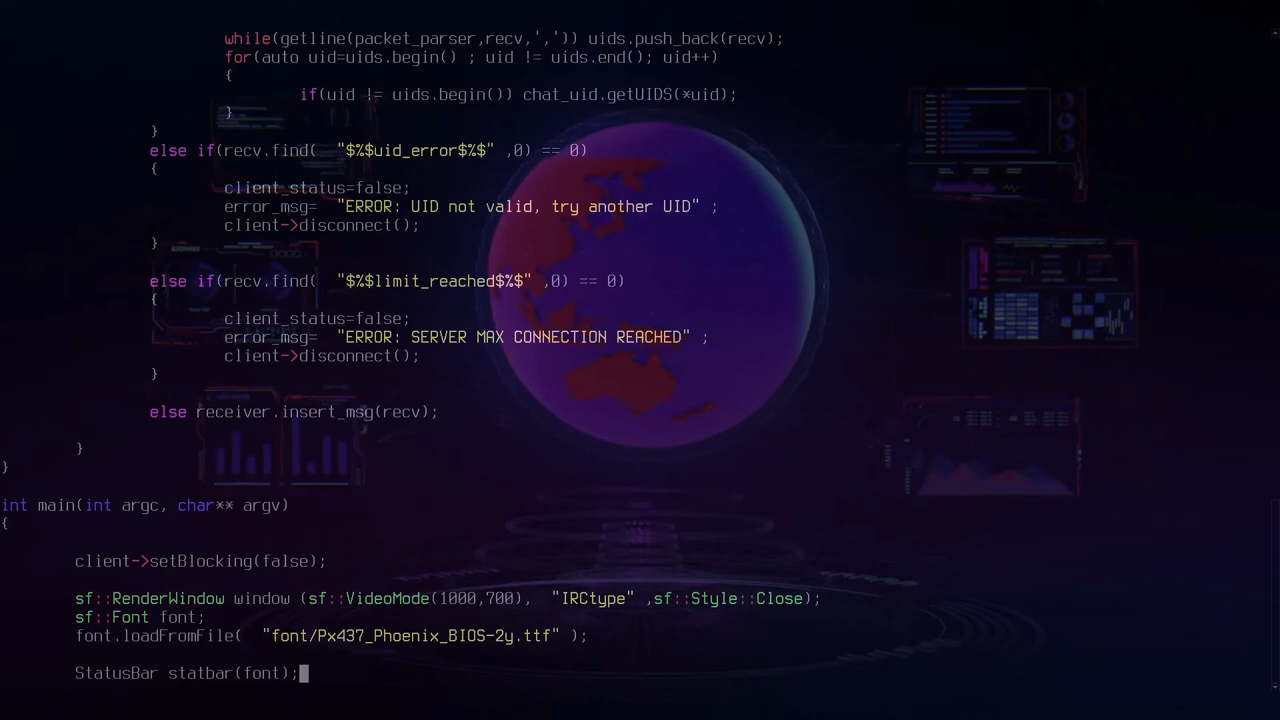 while(getline(packet_parser,recv,',')) uids.push_back(recv);
for(auto uid=uids.begin() ; uid != uids.end(); uid++)
{
if(uid != uids.begin()) chat_uid.getUIDS(*uid);
}
}
else if(recv.find( "$%$uid_error$%$" ,0) == 0)
{
client_status=false;
error_msg= "ERROR: UID not valid, try another UID" ;
client->disconnect();
}
else if(recv.find( "$%$limit_reached$%$" ,0) == 0)
{
client_status=false;
error_msg= "ERROR: SERVER MAX CONNECTION REACHED" ;
client->disconnect();
}
else receiver.insert_msg(recv);
}
}
int main(int argc, char** argv)
{
client->setBlocking(false);
sf::RenderWindow window (sf::VideoMode(1000,700), "IRCtype" ,sf::Style::Close);
sf::Font font;
font.loadFromFile( "font/Px437_Phoenix_BIOS-2y.ttf" );
StatusBar statbar(font);